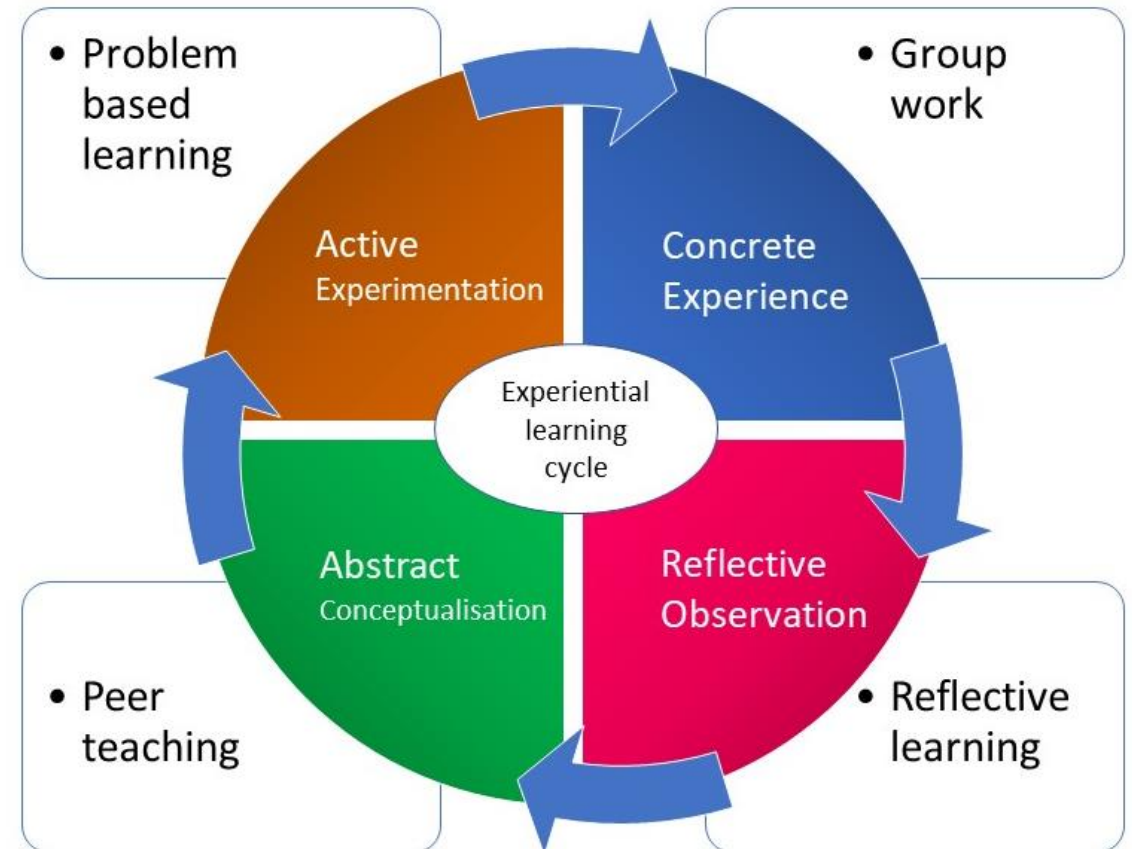 • Problem
based
learning
• Group
work
Active
Experimentation
Concrete
Experience
Experiential
learning
cycle
Abstract
Conceptualisation
Reflective
Observation
• Peer
teaching
• Reflective
learning